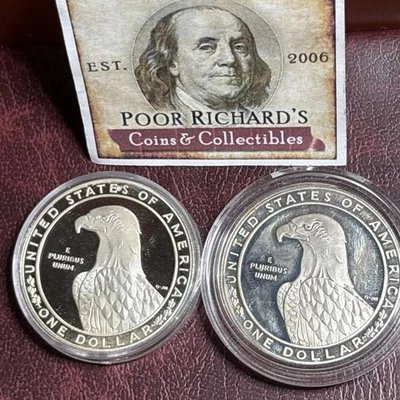 EST. 2006
POOR RICHARD'S
Coins & Collectibles
UNITED STATES OF AMERICA
E
PLURIBUS
UNUM
ONE DOLLAR
UNITED STATES OF AMERICA
E
PLURIBUS
UNUM
ONE DOLLAR